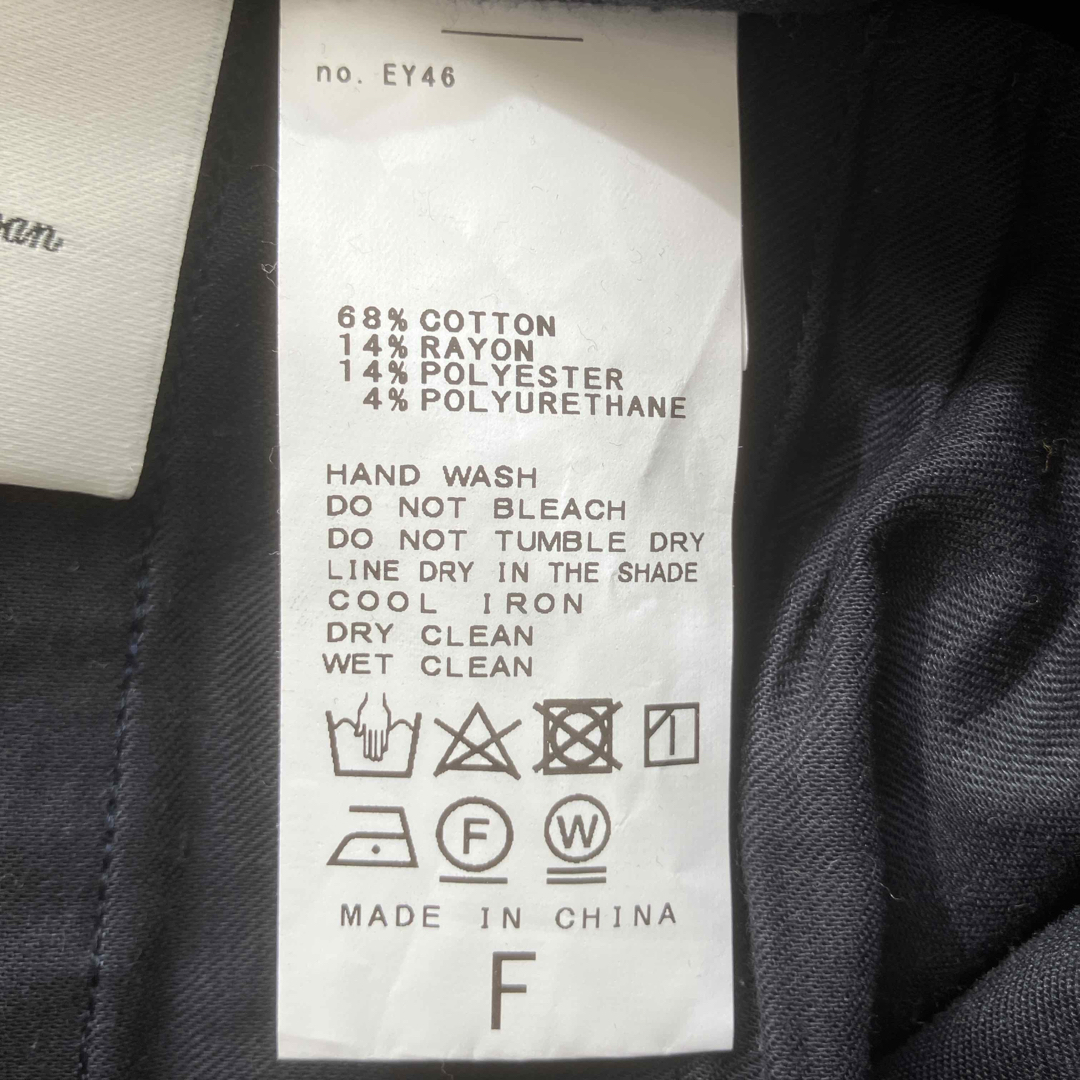 no. EY46
68% COTTON
14% RAYON
14% POLYESTER
4% POLYURETHANE
HAND WASH
DO NOT BLEACH
DO NOT TUMBLE DRY
LINE DRY IN THE SHADE
COOL IRON
DRY CLEAN
WET CLEAN
F
W
MADE IN CHINA
F